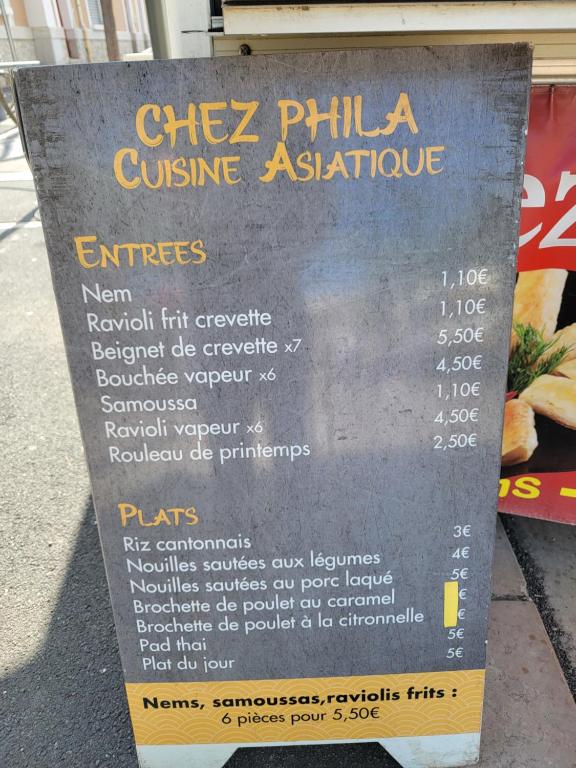 CHEZ PHILA
CUISINE ASIATIQUE
ENTREES
Nem 1,10€
Ravioli frit crevette 1,10€
Beignet de crevette x7 5,50€
Bouchée vapeur x6 4,50€
Samoussa 1,10€
Ravioli vapeur x6 4,50€
Rouleau de printemps 2,50€
PLATS
Riz cantonnais 3€
Nouilles sautées aux légumes 4€
Nouilles sautées au porc laqué 5€
Brochette de poulet au caramel €
Brochette de poulet à la citronnelle €
Pad thai 5€
Plat du jour 5€
Nems, samoussas,raviolis frits :
6 pièces pour 5,50€